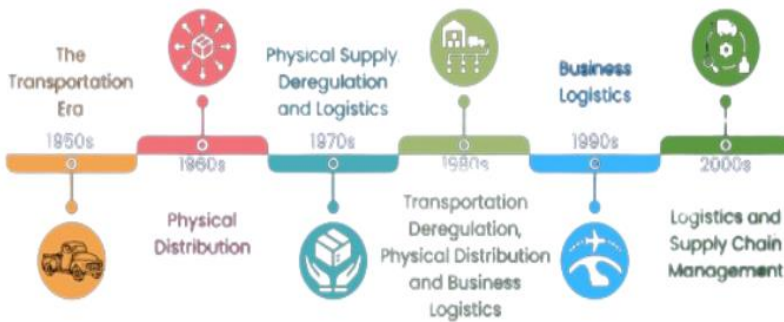 The
Transportation
Era
1950s
1960s
Physical
Distribution
Physical Supply,
Deregulation
and Logistics
1970s
1980s
Transportation
Deregulation,
Physical Distribution
and Business
Logistics
Business
Logistics
1990s
2000s
Logistics and
Supply Chain
Management